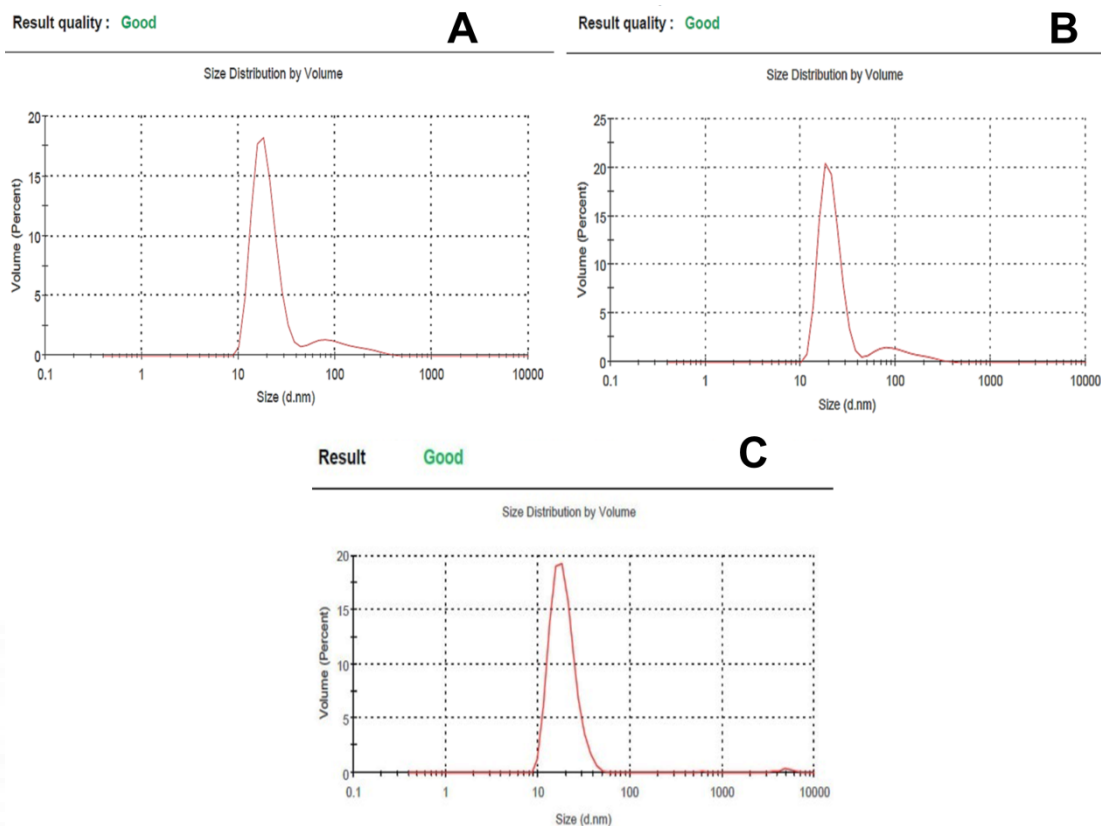 Result quality : Good
A
Size Distribution by Volume
20
15
10
5
0
Volume (Percent)
0.1 1 10 100 1000 10000
Size (d.nm)
Result quality : Good
B
Size Distribution by Volume
25
20
15
10
5
0
Volume (Percent)
0.1 1 10 100 1000 10000
Size (d.nm)
Result Good
C
Size Distribution by Volume
20
15
10
5
0
Volume (Percent)
0.1 1 10 100 1000 10000
Size (d.nm)